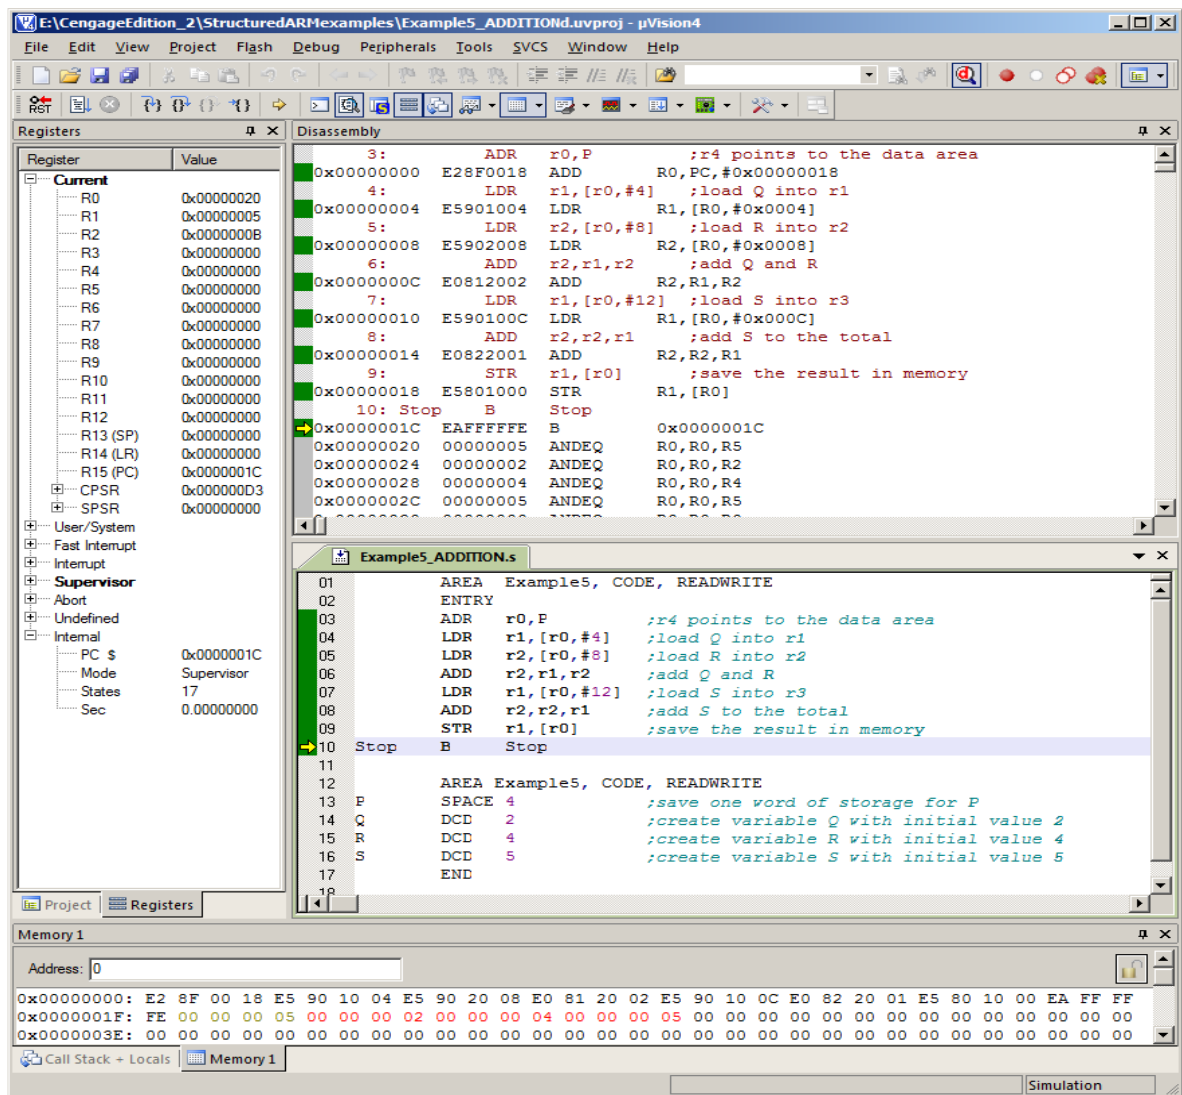 E:\CengageEdition_2\StructuredARMexamples\Example5_ADDITIONd.uvproj - µVision4
File Edit View Project Flash Debug Peripherals Tools SVCS Window Help
RST
Registers
Register Value
Current
R0 0x00000020
R1 0x00000005
R2 0x0000000B
R3 0x00000000
R4 0x00000000
R5 0x00000000
R6 0x00000000
R7 0x00000000
R8 0x00000000
R9 0x00000000
R10 0x00000000
R11 0x00000000
R12 0x00000000
R13 (SP) 0x00000000
R14 (LR) 0x00000000
R15 (PC) 0x0000001C
CPSR 0x000000D3
SPSR 0x00000000
User/System
Fast Interrupt
Interrupt
Supervisor
Abort
Undefined
Internal
PC $ 0x0000001C
Mode Supervisor
States 17
Sec 0.00000000
Project Registers
Disassembly
3: ADR r0,P ;r4 points to the data area
0x00000000 E28F0018 ADD R0,PC,#0x00000018
4: LDR r1,[r0,#4] ;load Q into r1
0x00000004 E5901004 LDR R1,[R0,#0x0004]
5: LDR r2,[r0,#8] ;load R into r2
0x00000008 E5902008 LDR R2,[R0,#0x0008]
6: ADD r2,r1,r2 ;add Q and R
0x0000000C E0812002 ADD R2,R1,R2
7: LDR r1,[r0,#12] ;load S into r3
0x00000010 E590100C LDR R1,[R0,#0x000C]
8: ADD r2,r2,r1 ;add S to the total
0x00000014 E0822001 ADD R2,R2,R1
9: STR r1,[r0] ;save the result in memory
0x00000018 E5801000 STR R1,[R0]
10: Stop B Stop
0x0000001C EAFFFFFE B 0x0000001C
0x00000020 00000005 ANDEQ R0,R0,R5
0x00000024 00000002 ANDEQ R0,R0,R2
0x00000028 00000004 ANDEQ R0,R0,R4
0x0000002C 00000005 ANDEQ R0,R0,R5
Example5_ADDITION.s
01 AREA Example5, CODE, READWRITE
02 ENTRY
03 ADR r0,P ;r4 points to the data area
04 LDR r1,[r0,#4] ;load Q into r1
05 LDR r2,[r0,#8] ;load R into r2
06 ADD r2,r1,r2 ;add Q and R
07 LDR r1,[r0,#12] ;load S into r3
08 ADD r2,r2,r1 ;add S to the total
09 STR r1,[r0] ;save the result in memory
10 Stop B Stop
11
12 AREA Example5, CODE, READWRITE
13 P SPACE 4 ;save one word of storage for P
14 Q DCD 2 ;create variable Q with initial value 2
15 R DCD 4 ;create variable R with initial value 4
16 S DCD 5 ;create variable S with initial value 5
17 END
18
Memory 1
Address: 0
0x00000000: E2 8F 00 18 E5 90 10 04 E5 90 20 08 E0 81 20 02 E5 90 10 0C E0 82 20 01 E5 80 10 00 EA FF FF
0x0000001F: FE 00 00 00 05 00 00 00 02 00 00 00 04 00 00 00 05 00 00 00 00 00 00 00 00 00 00 00 00 00 00
0x0000003E: 00 00 00 00 00 00 00 00 00 00 00 00 00 00 00 00 00 00 00 00 00 00 00 00 00 00 00 00 00 00 00
Call Stack + Locals Memory 1
Simulation